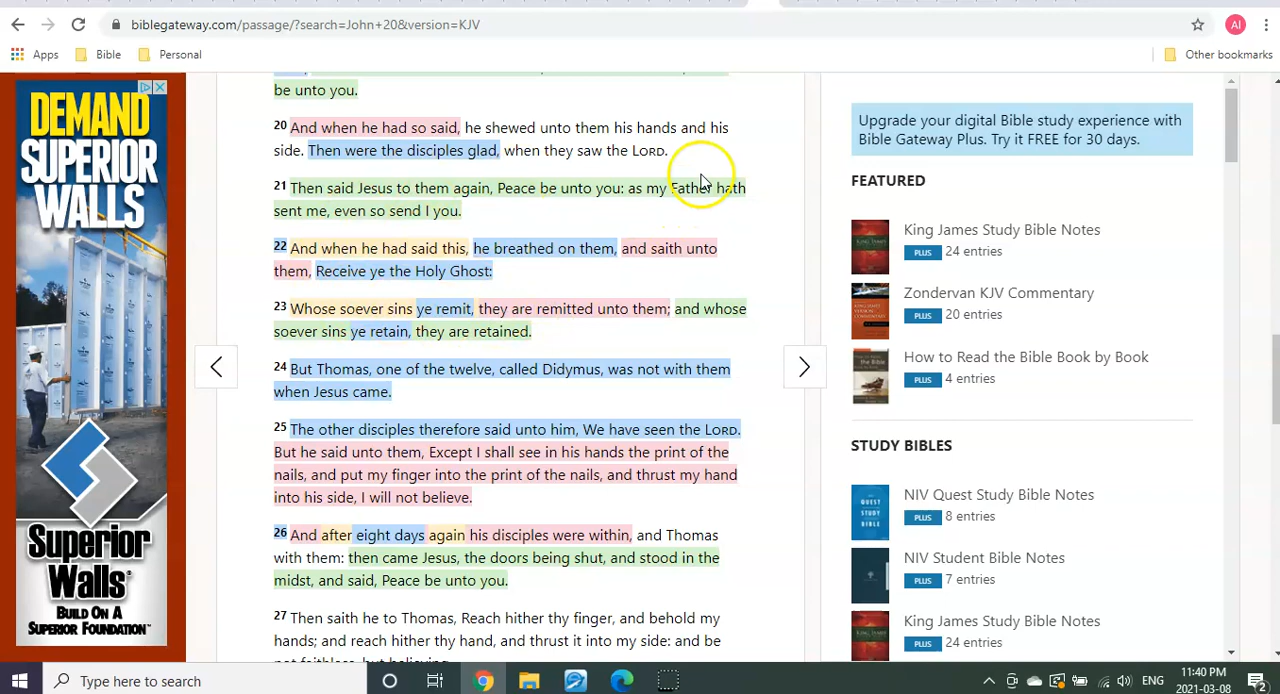 biblegateway.com/passage/?search=John+20&version=KJV
AI
Apps
Bible
Personal
Other bookmarks
DEMAND
SUPERIOR
WALLS
Superior
Walls®
BUILD ON A
SUPERIOR FOUNDATION™
be unto you.
20 And when he had so said, he shewed unto them his hands and his
side. Then were the disciples glad, when they saw the LORD.
21 Then said Jesus to them again, Peace be unto you: as my Father hath
sent me, even so send I you.
22 And when he had said this, he breathed on them, and saith unto
them, Receive ye the Holy Ghost:
23 Whose soever sins ye remit, they are remitted unto them; and whose
soever sins ye retain, they are retained.
24 But Thomas, one of the twelve, called Didymus, was not with them
when Jesus came.
25 The other disciples therefore said unto him, We have seen the LORD.
But he said unto them, Except I shall see in his hands the print of the
nails, and put my finger into the print of the nails, and thrust my hand
into his side, I will not believe.
26 And after eight days again his disciples were within, and Thomas
with them: then came Jesus, the doors being shut, and stood in the
midst, and said, Peace be unto you.
27 Then saith he to Thomas, Reach hither thy finger, and behold my
hands; and reach hither thy hand, and thrust it into my side: and be
not faithless, but believing.
Upgrade your digital Bible study experience with
Bible Gateway Plus. Try it FREE for 30 days.
FEATURED
King James Study Bible Notes
PLUS 24 entries
Zondervan KJV Commentary
PLUS 20 entries
How to Read the Bible Book by Book
PLUS 4 entries
STUDY BIBLES
NIV Quest Study Bible Notes
PLUS 8 entries
NIV Student Bible Notes
PLUS 7 entries
King James Study Bible Notes
PLUS 24 entries
Type here to search
ENG
11:40 PM
2021-03-08
2